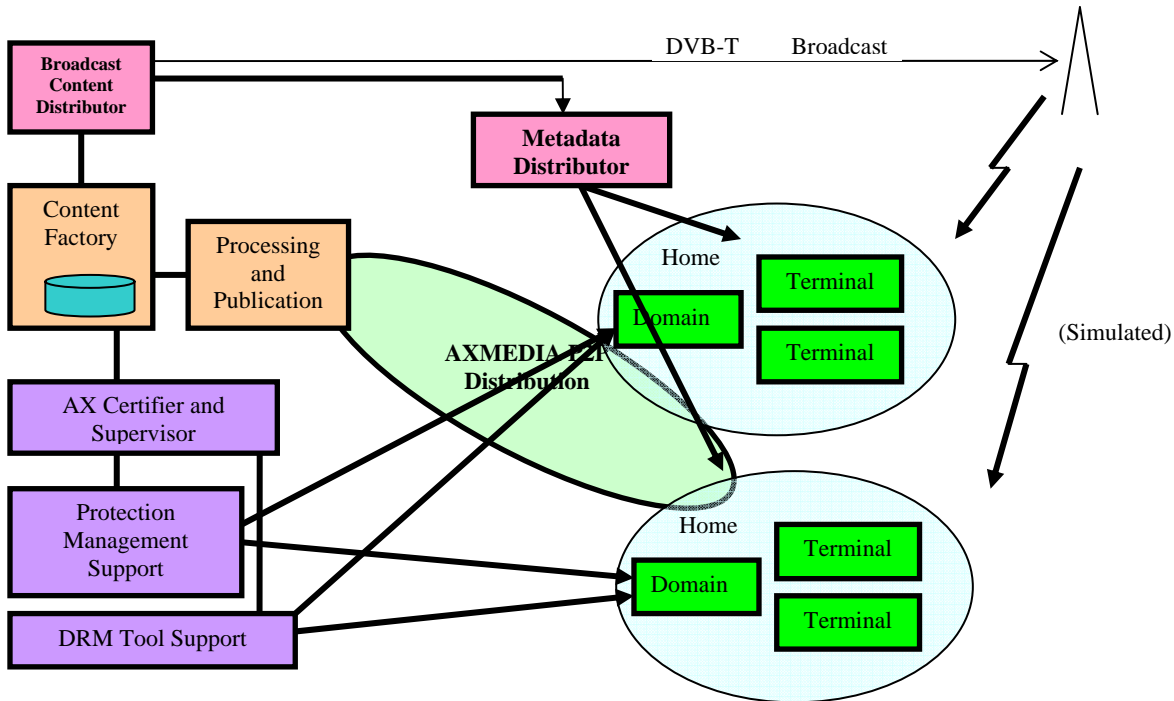 DVB-T Broadcast
Broadcast
Content
Distributor
Metadata
Distributor
Content
Factory
Processing
and
Publication
Home
Terminal
Domain
Terminal
(Simulated)
AXMEDIA P2P
Distribution
AX Certifier and
Supervisor
Protection
Management
Support
Home
Terminal
Domain
Terminal
DRM Tool Support